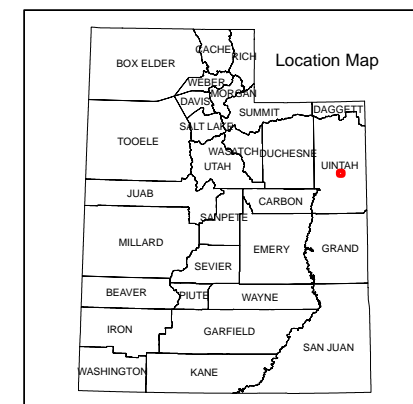 Location Map
BOX ELDER
CACHE
RICH
WEBER
MORGAN
DAVIS
SUMMIT
DAGGETT
SALT LAKE
TOOELE
WASATCH
DUCHESNE
UINTAH
UTAH
JUAB
CARBON
SANPETE
MILLARD
EMERY
GRAND
SEVIER
BEAVER
PIUTE
WAYNE
IRON
GARFIELD
SAN JUAN
WASHINGTON
KANE